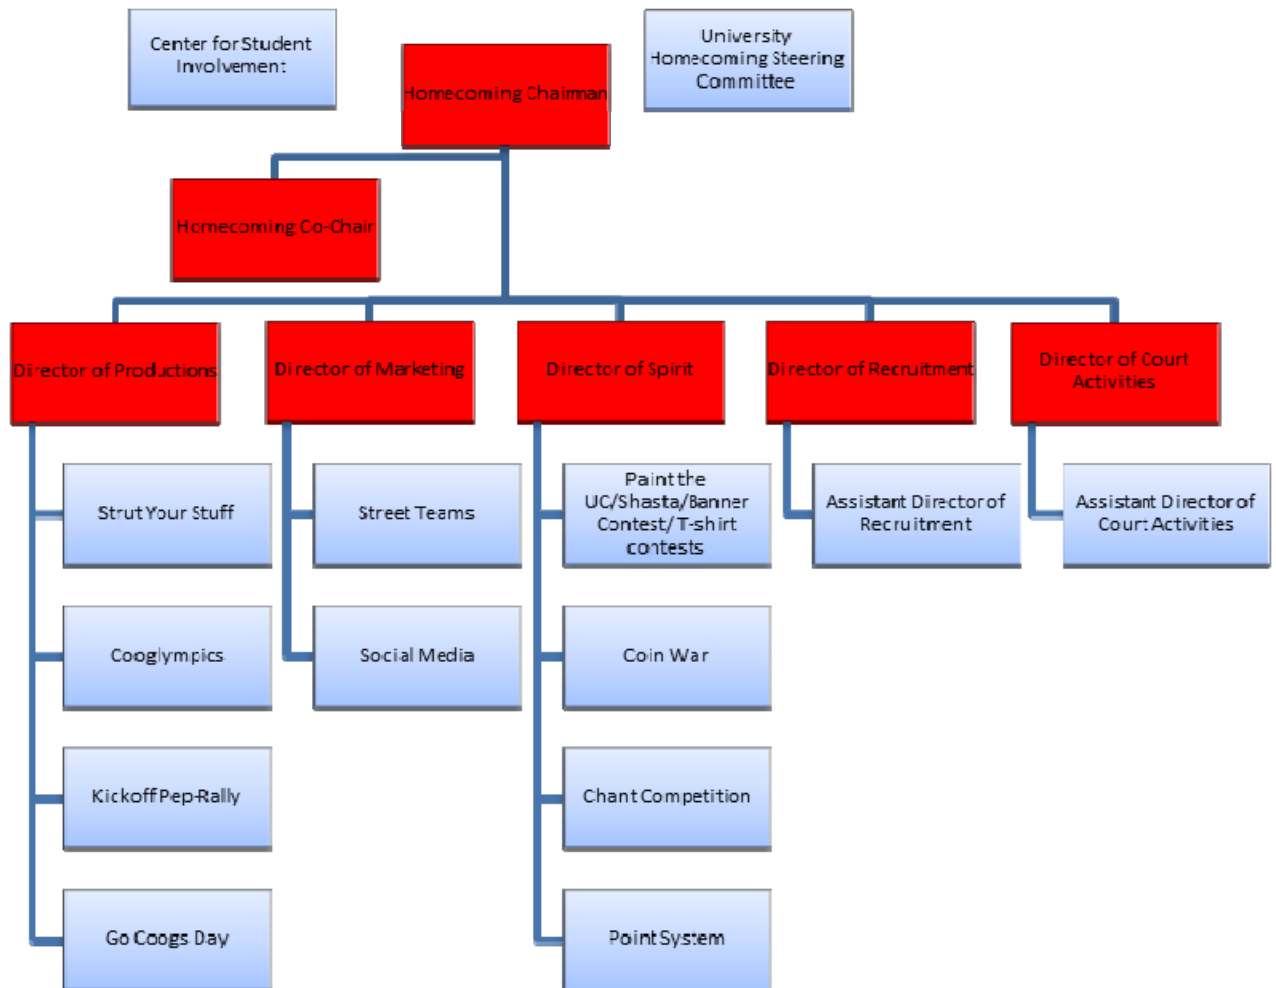 Center for Student
Involvement
Homecoming Chairman
University
Homecoming Steering
Committee
Homecoming Co-Chair
Director of Productions
Director of Marketing
Director of Spirit
Director of Recruitment
Director of Court
Activities
Strut Your Stuff
Street Teams
Paint the
UC/Shasta/Banner
Contest/T-shirt
contests
Assistant Director of
Recruitment
Assistant Director of
Court Activities
Cooglympics
Social Media
Coin War
Kickoff Pep-Rally
Chant Competition
Go Coogs Day
Point System